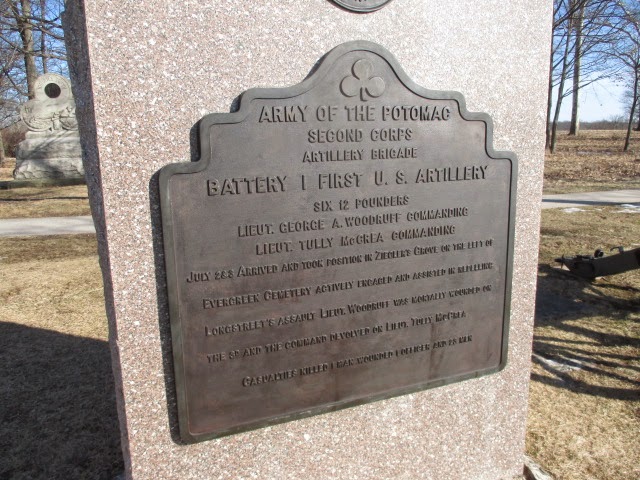 ARMY OF THE POTOMAC
SECOND CORPS
ARTILLERY BRIGADE
BATTERY I FIRST U. S. ARTILLERY
SIX 12 POUNDERS
LIEUT. GEORGE A. WOODRUFF COMMANDING
LIEUT. TULLY MCCREA COMMANDING
JULY 2&3 ARRIVED AND TOOK POSITION IN ZIEGLER'S GROVE ON THE LEFT OF
EVERGREEN CEMETERY ACTIVELY ENGAGED AND ASSISTED IN REPELLING
LONGSTREET'S ASSAULT LIEUT. WOODRUFF WAS MORTALLY WOUNDED ON
THE 3D AND THE COMMAND DEVOLVED ON LIEUT. TULLY MCCREA
CASUALTIES KILLED 1 MAN WOUNDED 1 OFFICER AND 23 MEN